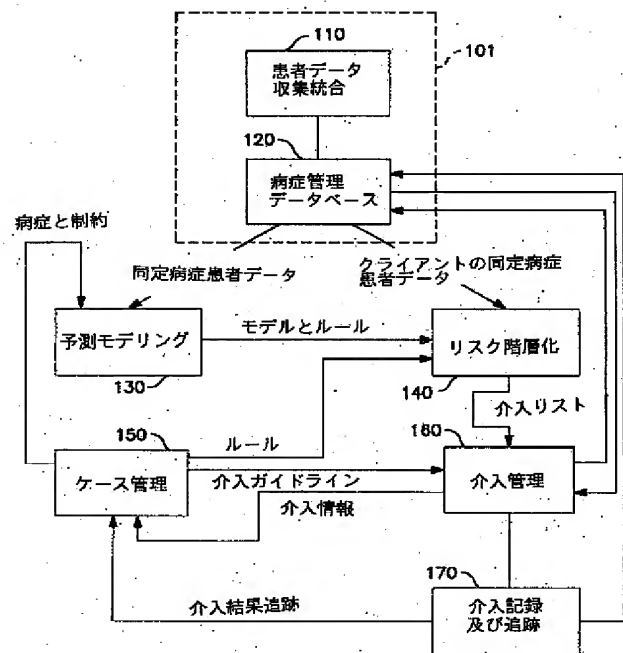 110
101
患者データ
収集統合
120
病症管理
データベース
病症と制約
同定病症患者データ
クライアントの同定病症
患者データ
予測モデリング
130
モデルとルール
リスク階層化
140
介入リスト
150
ルール
160
ケース管理
介入ガイドライン
介入情報
介入管理
170
介入結果追跡
介入記録
及び追跡